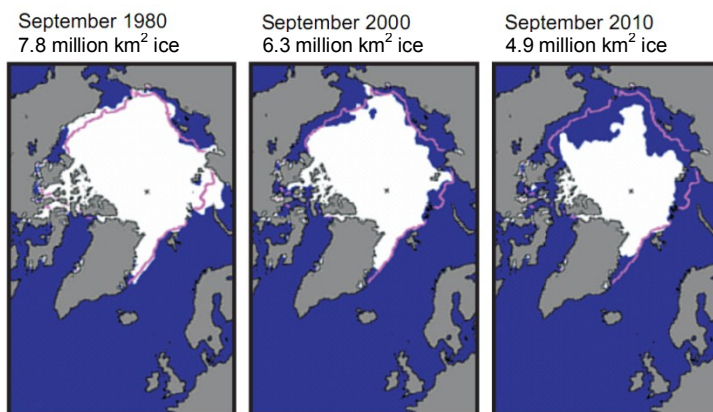 September 1980
7.8 million km² ice
September 2000
6.3 million km² ice
September 2010
4.9 million km² ice